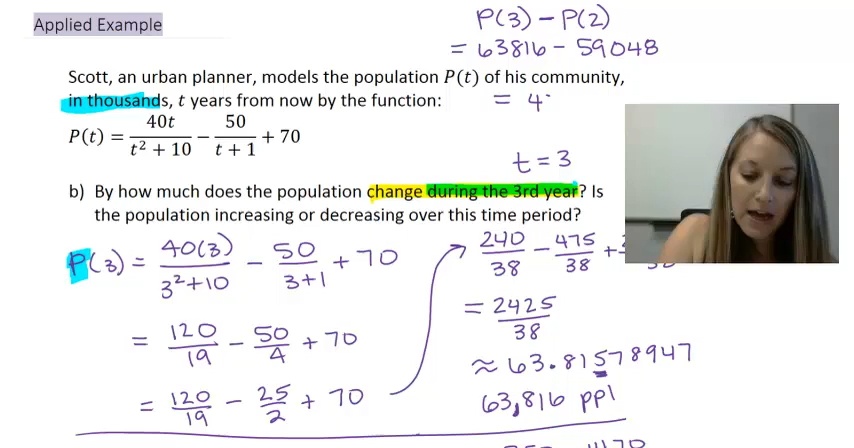 Applied Example
P(3) − P(2)
= 63816 − 59048
Scott, an urban planner, models the population P(t) of his community,
in thousands, t years from now by the function:
= 4
P(t) = 40t/(t² + 10) − 50/(t + 1) + 70
t = 3
b) By how much does the population change during the 3rd year? Is
the population increasing or decreasing over this time period?
P(3) = 40(3)/(3²+10) − 50/(3+1) + 70
= 120/19 − 50/4 + 70
= 120/19 − 25/2 + 70
240/38 − 475/38 +
= 2425/38
≈ 63.81578947
63,816 ppl